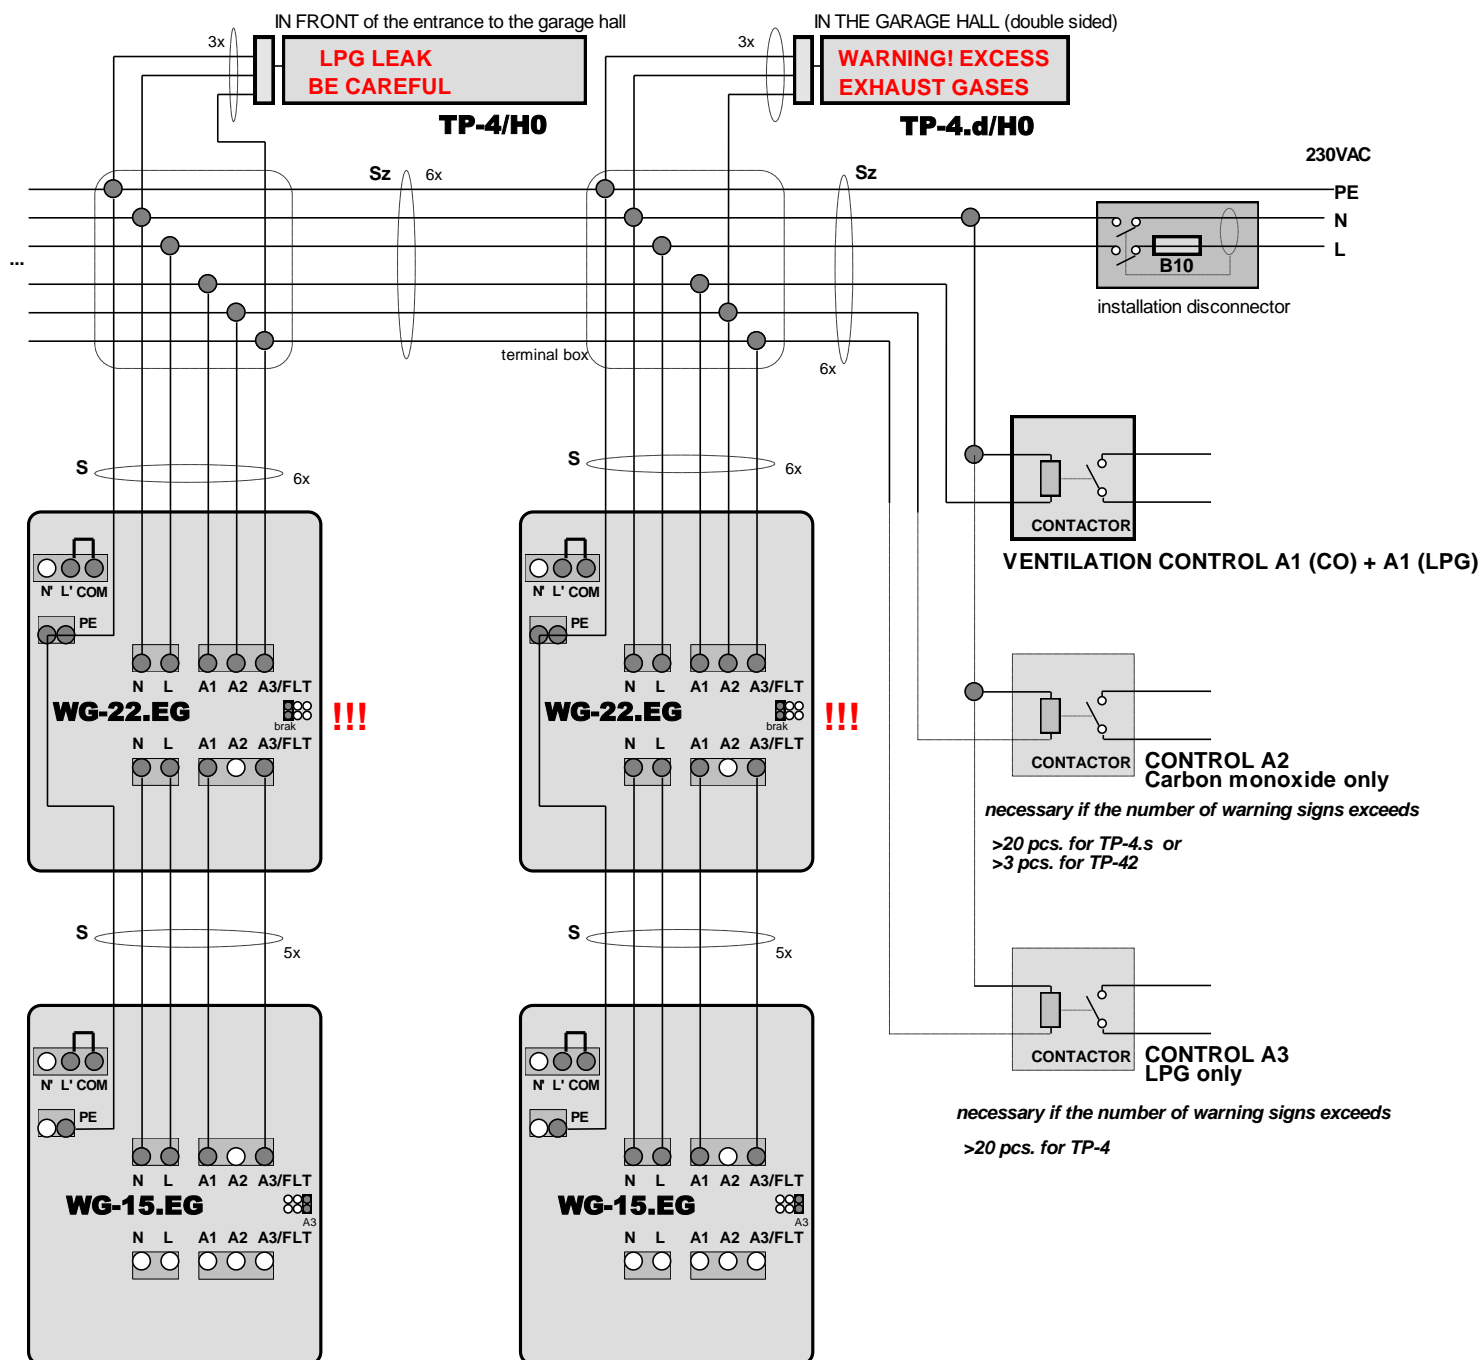 IN FRONT of the entrance to the garage hall
IN THE GARAGE HALL (double sided)
3x
LPG LEAK
BE CAREFUL
TP-4/H0
3x
WARNING! EXCESS
EXHAUST GASES
TP-4.d/H0
230VAC
Sz
6x
Sz
PE
N
L
...
B10
installation disconnector
terminal box
6x
S
6x
S
6x
CONTACTOR
VENTILATION CONTROL A1 (CO) + A1 (LPG)
N' L' COM
PE
N L A1 A2 A3/FLT
WG-22.EG
brak
!!!
N L A1 A2 A3/FLT
N' L' COM
PE
N L A1 A2 A3/FLT
WG-22.EG
brak
!!!
N L A1 A2 A3/FLT
CONTACTOR
CONTROL A2
Carbon monoxide only
necessary if the number of warning signs exceeds
>20 pcs. for TP-4.s or
>3 pcs. for TP-42
S
5x
S
5x
N' L' COM
PE
N L A1 A2 A3/FLT
WG-15.EG
A3
N L A1 A2 A3/FLT
N' L' COM
PE
N L A1 A2 A3/FLT
WG-15.EG
A3
N L A1 A2 A3/FLT
CONTACTOR
CONTROL A3
LPG only
necessary if the number of warning signs exceeds
>20 pcs. for TP-4